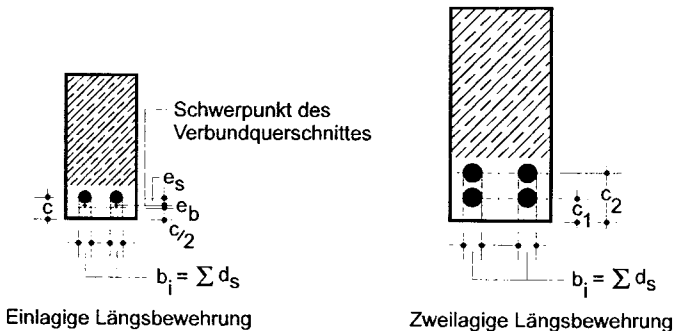 Schwerpunkt des
Verbundquerschnittes
e_s
e_b
c
c/2
b_i = ∑ d_s
Einlagige Längsbewehrung
c_1
c_2
b_i = ∑ d_s
Zweilagige Längsbewehrung